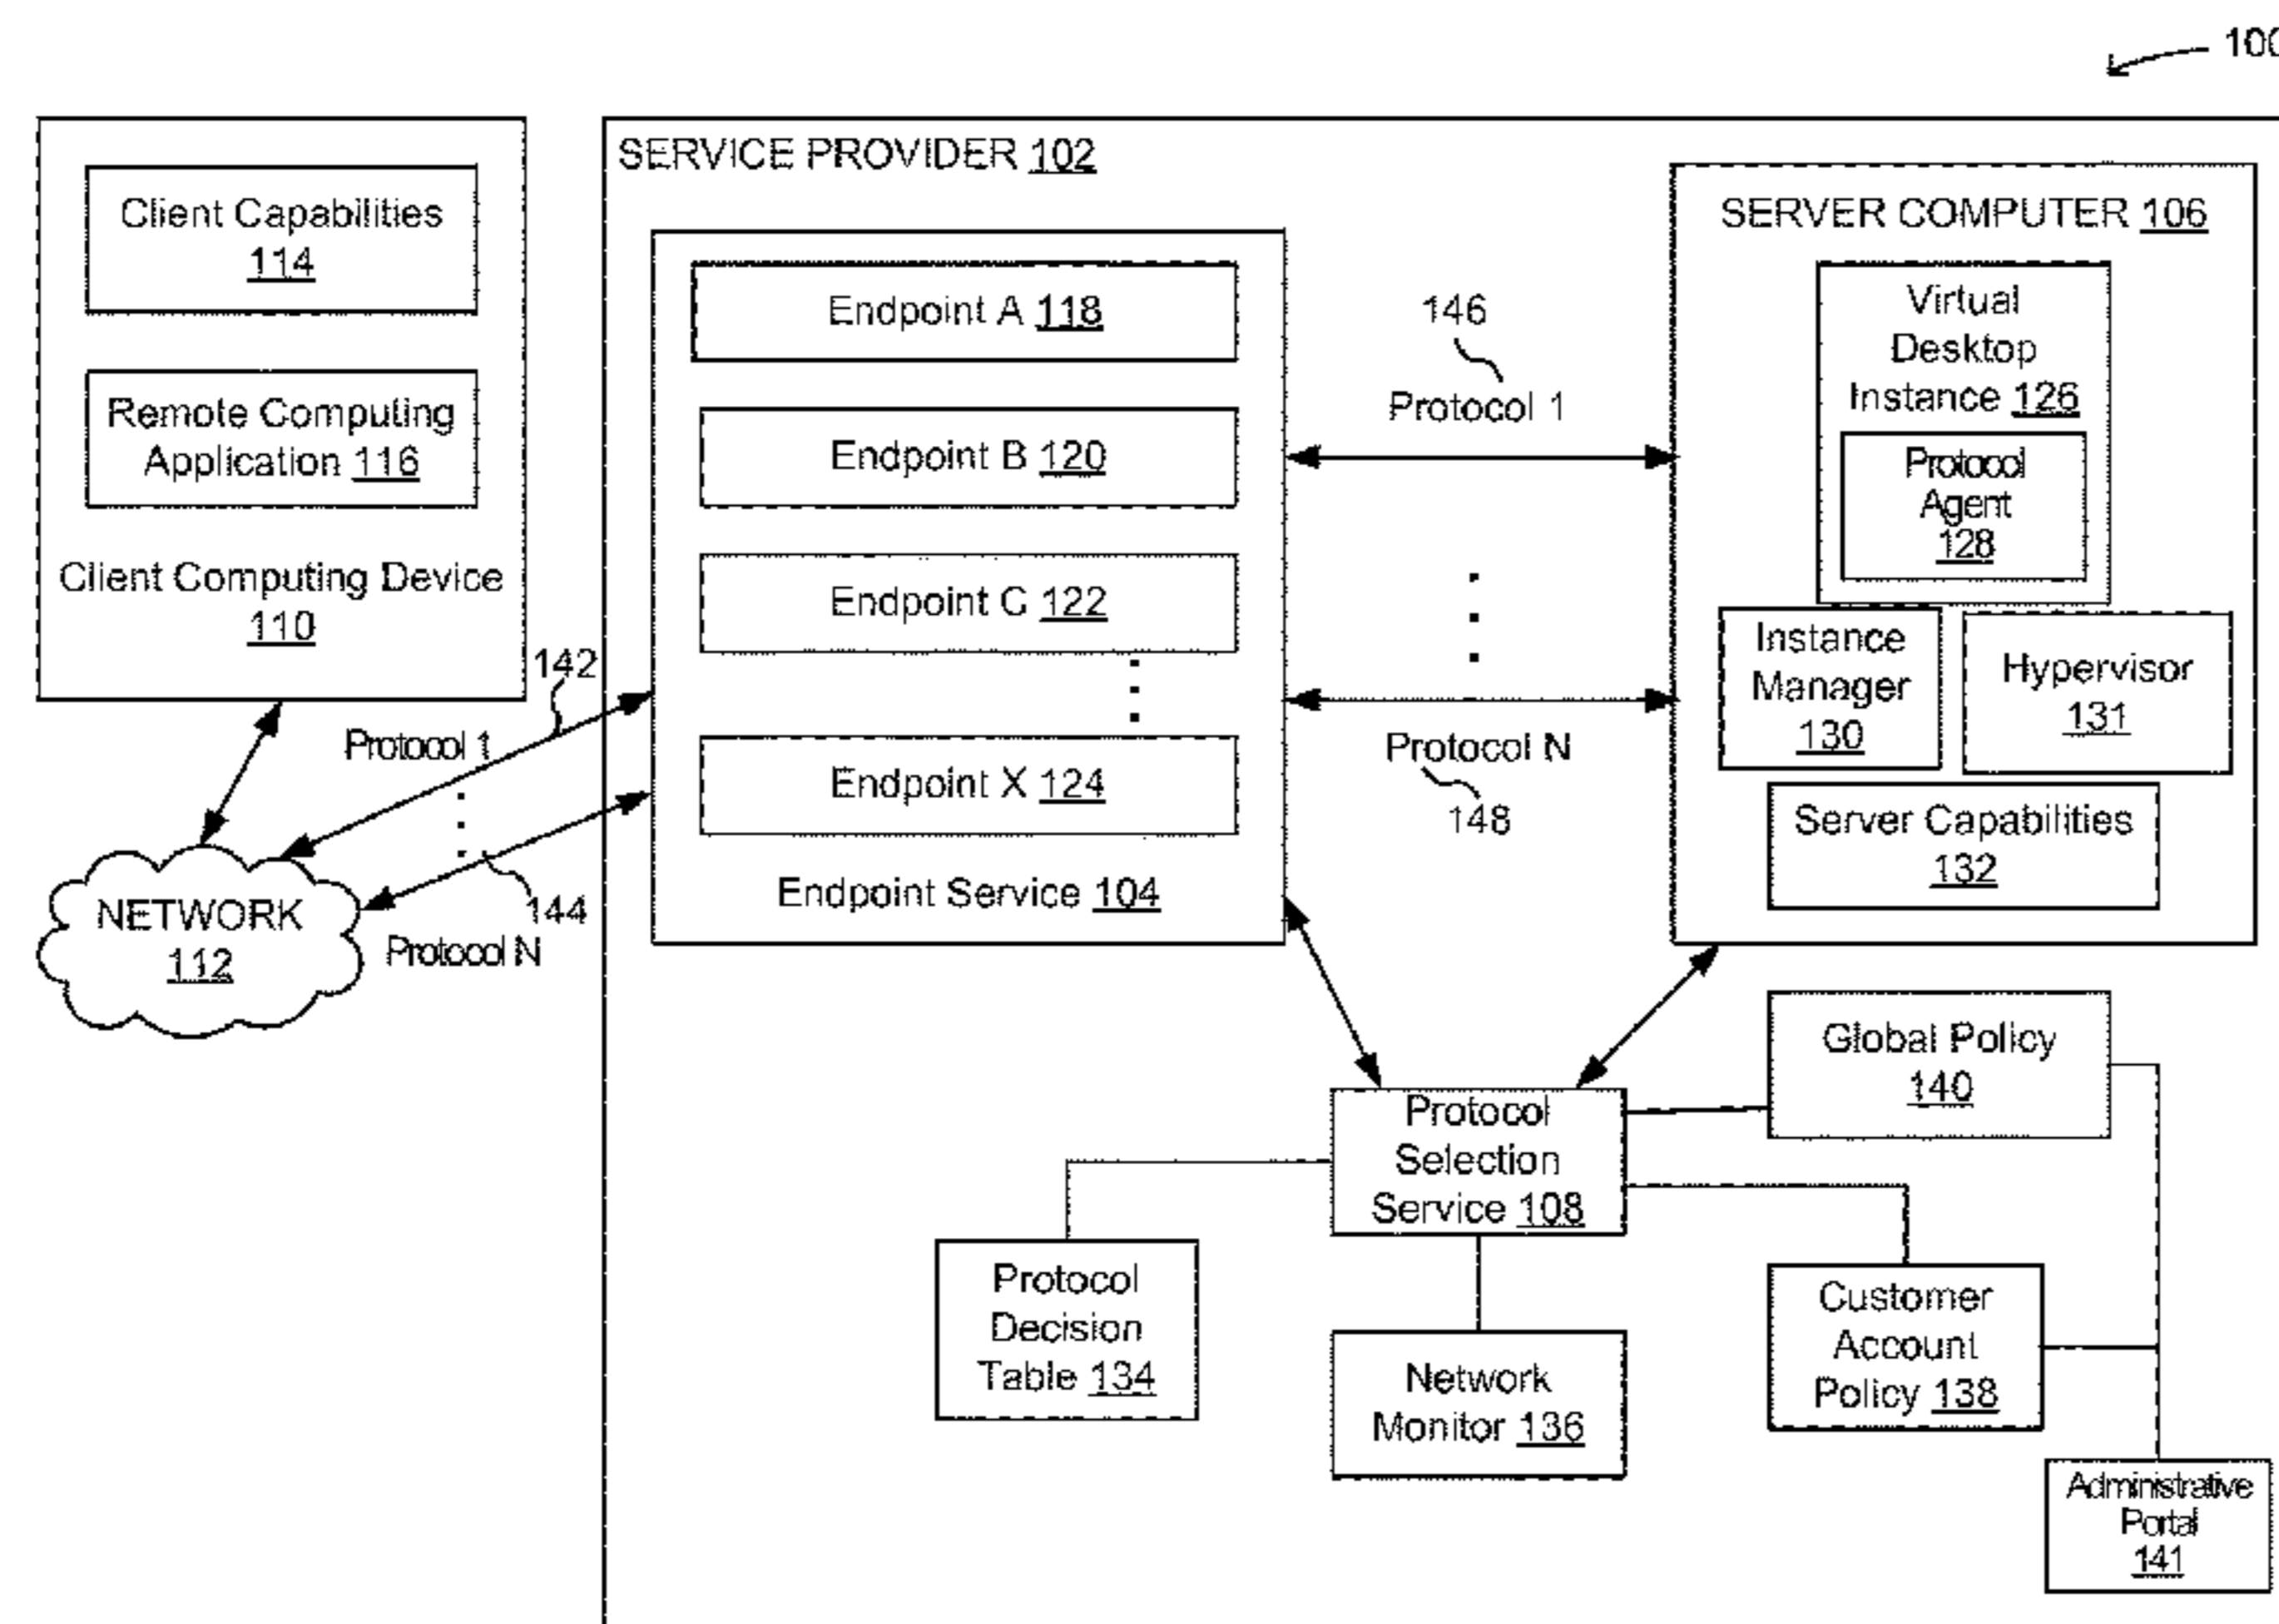 100
SERVICE PROVIDER 102
Client Capabilities
114
Remote Computing
Application 116
Client Computing Device
110
142
Protocol 1
144
Protocol N
NETWORK
112
Endpoint A 118
Endpoint B 120
Endpoint C 122
Endpoint X 124
Endpoint Service 104
146
Protocol 1
Protocol N
148
SERVER COMPUTER 106
Virtual
Desktop
Instance 126
Protocol
Agent
128
Instance
Manager
130
Hypervisor
131
Server Capabilities
132
Global Policy
140
Protocol
Selection
Service 108
Protocol
Decision
Table 134
Network
Monitor 136
Customer
Account
Policy 138
Administrative
Portal
141